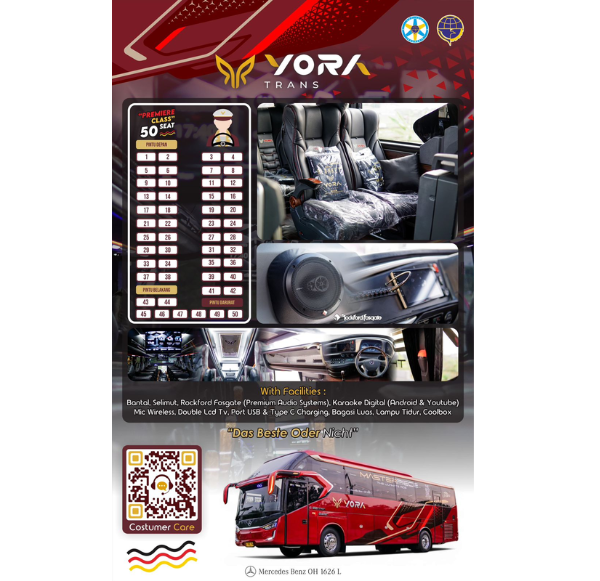 YORA
TRANS
"PREMIERE
CLASS"
50 SEAT
PINTU DEPAN
1 2 3 4
5 6 7 8
9 10 11 12
13 14 15 16
17 18 19 20
21 22 23 24
25 26 27 28
29 30 31 32
33 34 35 36
37 38 39 40
PINTU BELAKANG 41 42
43 44 PINTU DARURAT
45 46 47 48 49 50
YORA
Rockford Fosgate
With Facilities :
Bantal, Selimut, Rockford Fosgate (Premium Audio Systems), Karaoke Digital (Android & Youtube)
Mic Wireless, Double Lcd Tv, Port USB & Type C Charging, Bagasi Luas, Lampu Tidur, Coolbox
"Das Beste Oder Nicht"
Costumer Care
YORA
Mercedes Benz OH 1626 L